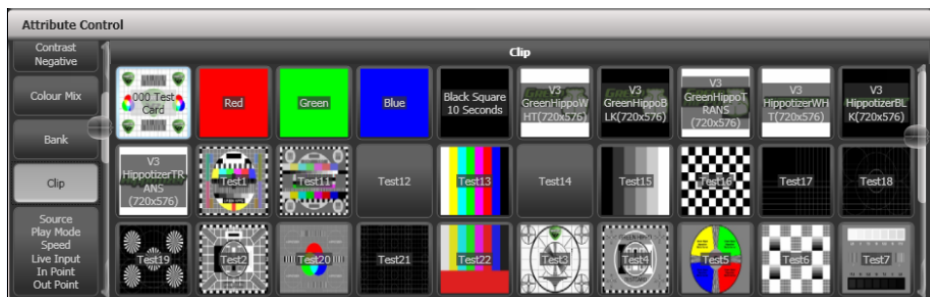 Attribute Control
Contrast
Negative
Colour Mix
Bank
Clip
Source
Play Mode
Speed
Live Input
In Point
Out Point
Clip
000 Test
Card
Red
Green
Blue
Black Square
10 Seconds
V3
GreenHippoW
HT(720x576)
V3
GreenHippoB
LK(720x576)
V3
GreenHippoT
RANS
(720x576)
V3
HippotizerWH
T(720x576)
V3
HippotizerBL
K(720x576)
V3
HippotizerTR
ANS
(720x576)
Test1
Test11
Test12
Test13
Test14
Test15
Test16
Test17
Test18
Test19
Test2
Test20
Test21
Test22
Test3
Test4
Test5
Test6
Test7